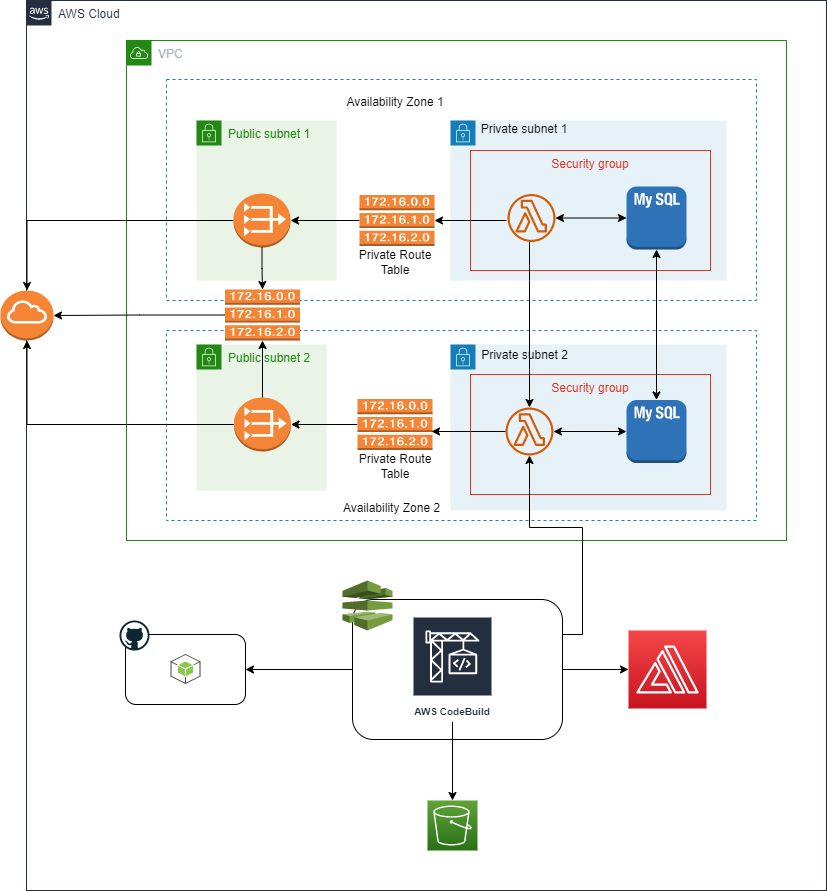 aws
AWS Cloud
VPC
Availability Zone 1
Public subnet 1
Private subnet 1
Security group
172.16.0.0
172.16.1.0
172.16.2.0
Private Route
Table
My SQL
172.16.0.0
172.16.1.0
172.16.2.0
Public subnet 2
Private subnet 2
Security group
172.16.0.0
172.16.1.0
172.16.2.0
Private Route
Table
My SQL
Availability Zone 2
</>
AWS CodeBuild